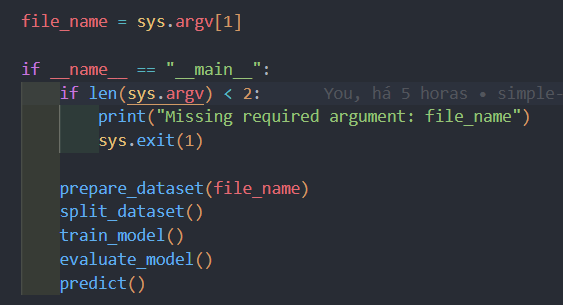 file_name = sys.argv[1]
if __name__ == "__main__":
if len(sys.argv) < 2: You, há 5 horas • simple-
print("Missing required argument: file_name")
sys.exit(1)
prepare_dataset(file_name)
split_dataset()
train_model()
evaluate_model()
predict()